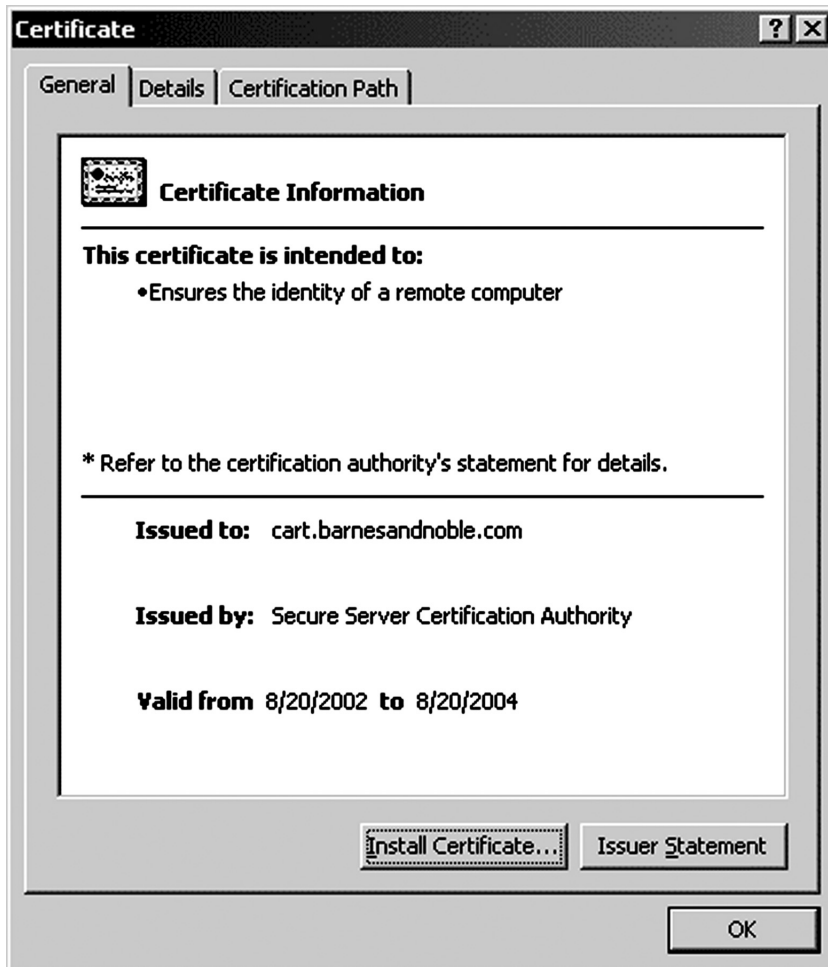 Certificate
? X
General Details Certification Path
Certificate Information
This certificate is intended to:
•Ensures the identity of a remote computer
* Refer to the certification authority's statement for details.
Issued to: cart.barnesandnoble.com
Issued by: Secure Server Certification Authority
Valid from 8/20/2002 to 8/20/2004
Install Certificate... Issuer Statement
OK